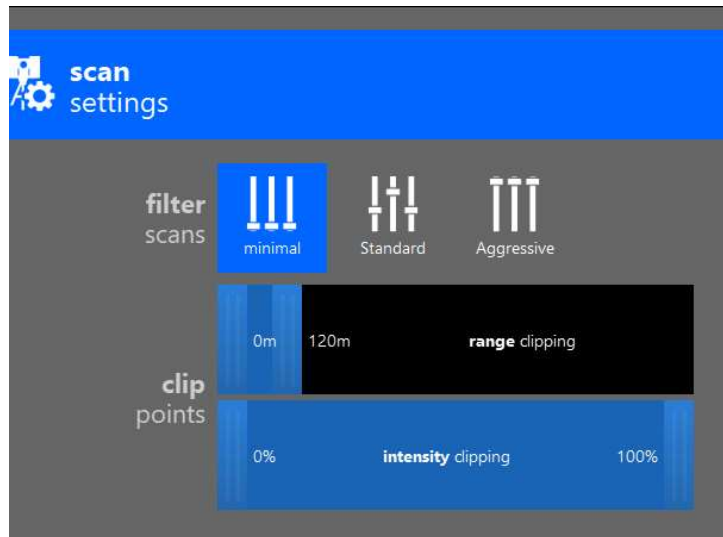 scan
settings
filter
scans
minimal
Standard
Aggressive
0m
120m
range clipping
clip
points
0%
intensity clipping
100%